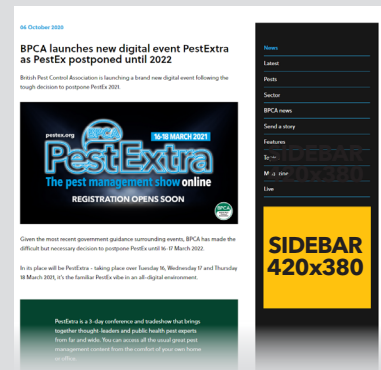 06 October 2020
BPCA launches new digital event PestExtra
as PestEx postponed until 2022
British Pest Control Association is launching a brand new digital event following the
tough decision to postpone PestEx 2021.
pestex.org
BPCA
16-18 MARCH 2021
PestExtra
The pest management show online
REGISTRATION OPENS SOON
BPCA
Given the most recent government guidance surrounding events, BPCA has made the
difficult but necessary decision to postpone PestEx until 16-17 March 2022.
In its place will be PestExtra – taking place over Tuesday 16, Wednesday 17 and Thursday
18 March 2021, it's the familiar PestEx vibe in an all-digital environment.
PestExtra is a 3-day conference and tradeshow that brings
together thought-leaders and public health pest experts
from far and wide. You can access all the usual great pest
management content from the comfort of your own home
or office.
News
Latest
Pests
Sector
BPCA news
Send a story
Features
SIDEBAR
420x380
Live
SIDEBAR
420x380